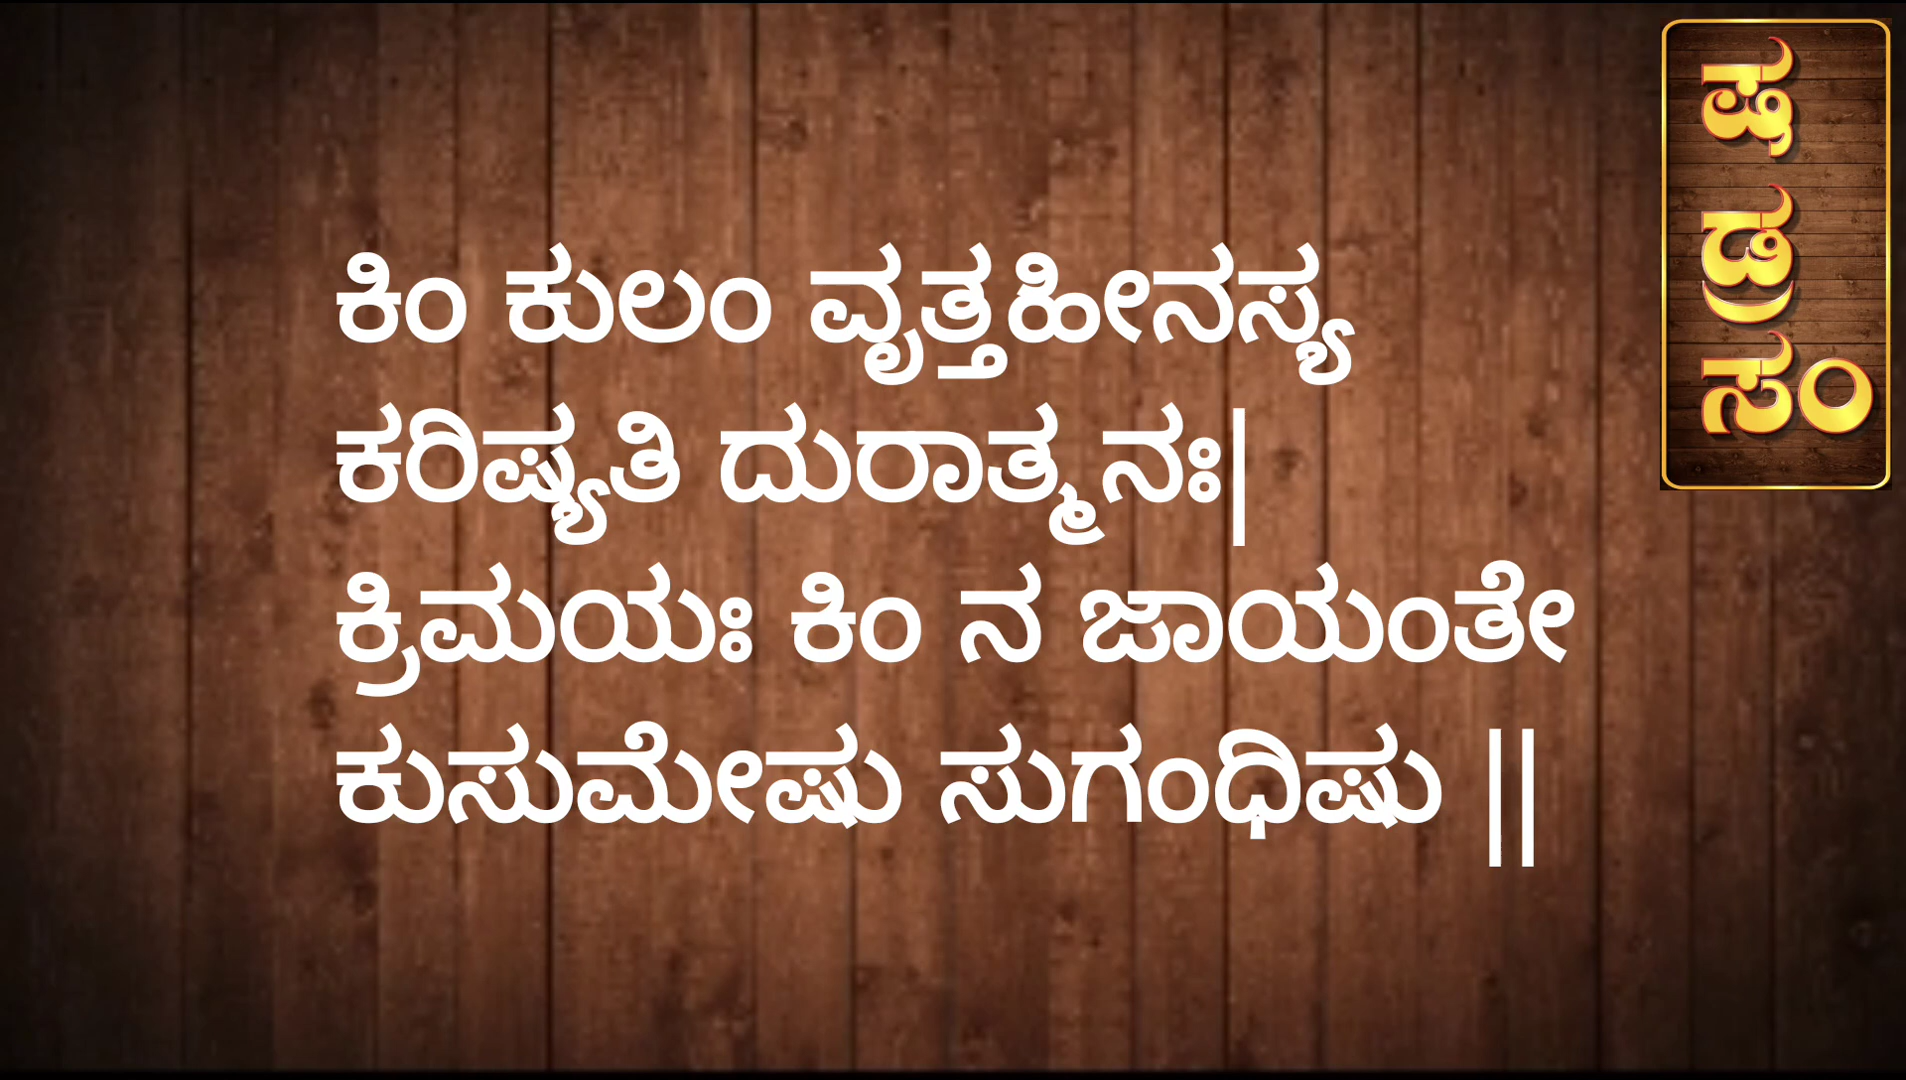 ಕಿಂ ಕುಲಂ ವೃತ್ತಹೀನಸ್ಯ
ಕರಿಷ್ಯತಿ ದುರಾತ್ಮನಃ|
ಕ್ರಿಮಯಃ ಕಿಂ ನ ಜಾಯಂತೇ
ಕುಸುಮೇಷು ಸುಗಂಧಿಷು ||